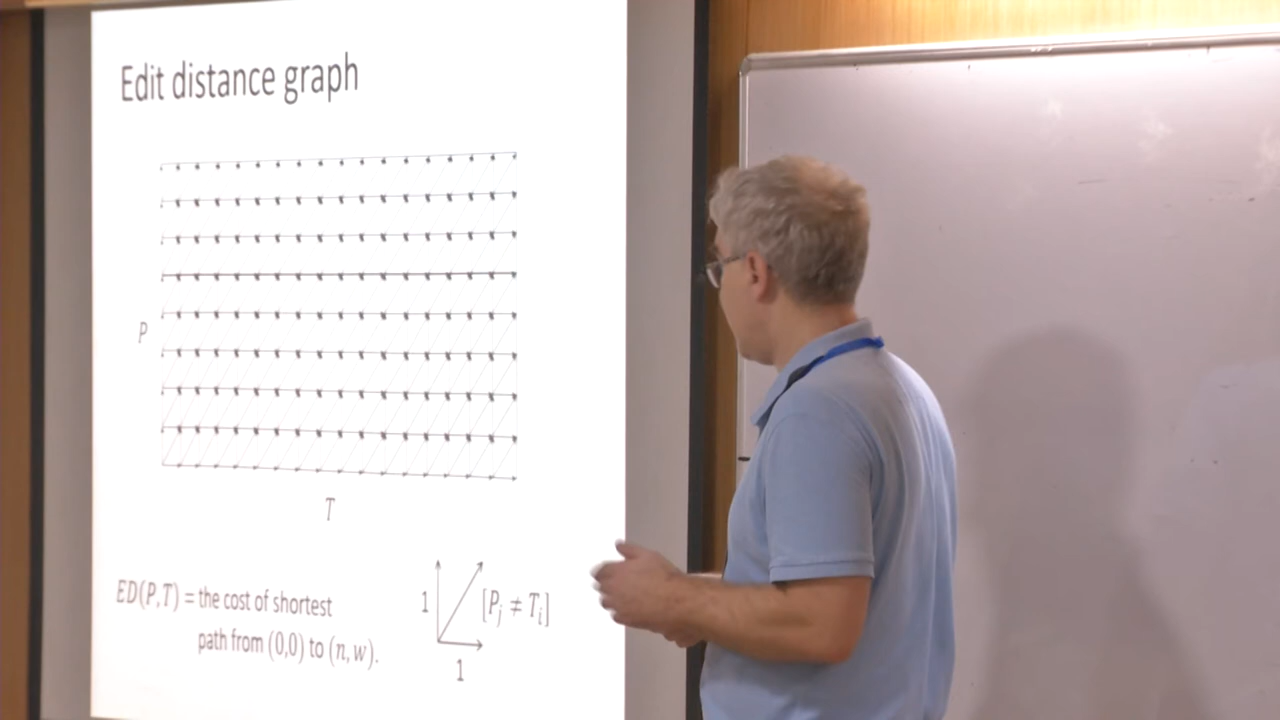 Edit distance graph
P
T
ED(P,T) = the cost of shortest
path from (0,0) to (n, w).
1
[P_j ≠ T_i]
1